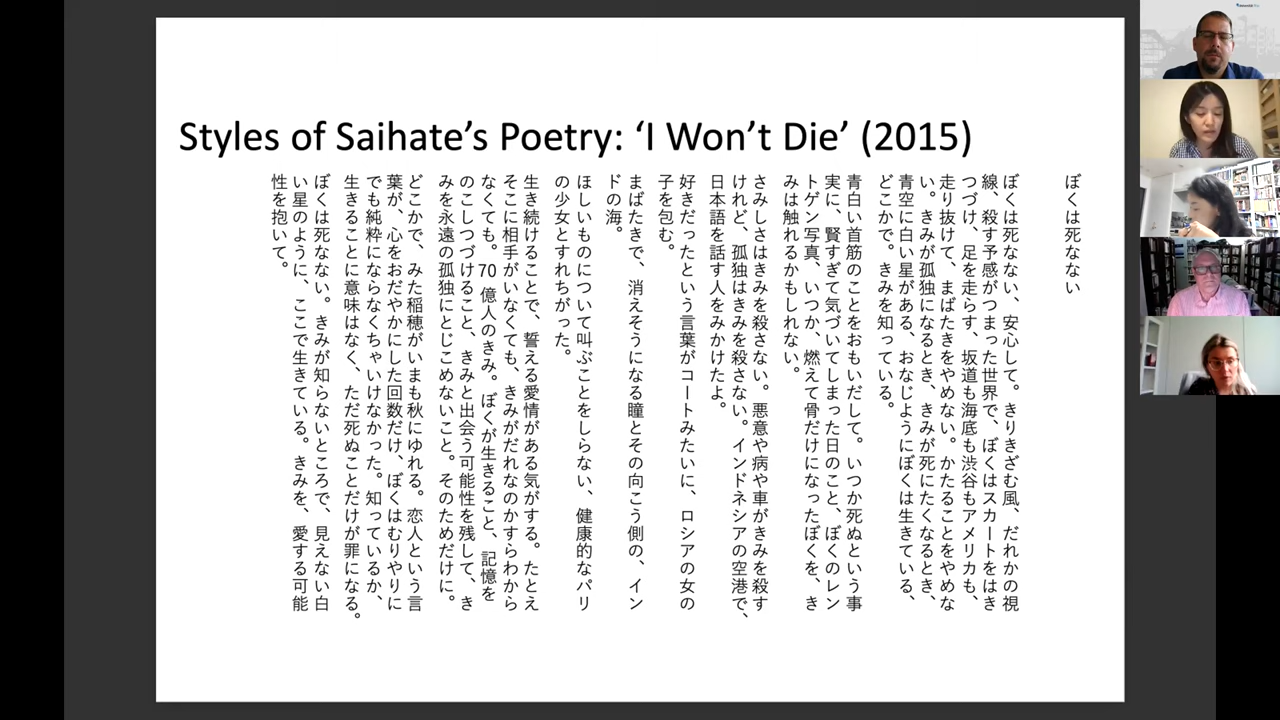 Styles of Saihate’s Poetry: ‘I Won’t Die’ (2015)
ぼくは死なない
ぼくは死なない、安心して。きりきざむ風、だれかの視
線、殺す予感がつまった世界で、ぼくはスカートをはき
つづけ、足を走らす、坂道も海底も渋谷もアメリカも、
走り抜けて、まばたきをやめない。かたることをやめな
い。きみが孤独になるとき、きみが死にたくなるとき、
青空に白い星がある、おなじようにぼくは生きている、
どこかで。きみを知っている。
青白い首筋のことをおもいだして。いつか死ぬという事
実に、賢すぎて気づいてしまった日のこと、ぼくのレン
トゲン写真、いつか、燃えて骨だけになったぼくを、き
みは触れるかもしれない。
さみしさはきみを殺さない。悪意や病や車がきみを殺す
けれど、孤独はきみを殺さない。インドネシアの空港で、
日本語を話す人をみかけたよ。
好きだったという言葉がコートみたいに、ロシアの女の
子を包む。
まばたきで、消えそうになる瞳とその向こう側の、イン
ドの海。
ほしいものについて叫ぶことをしらない、健康的なパリ
の少女とすれちがった。
生き続けることで、誓える愛情がある気がする。たとえ
そこに相手がいなくても、きみがだれなのかすらわから
なくても。70 億人のきみ。ぼくが生きること、記憶を
のこしつづけること、きみと出会う可能性を残して、き
みを永遠の孤独にとじこめないこと。そのためだけに。
どこかで、みた稲穂がいまも秋にゆれる。恋人という言
葉が、心をおだやかにした回数だけ、ぼくはむりやりに
でも純粋にならなくちゃいけなかった。知っているか、
生きることに意味はなく、ただ死ぬことだけが罪になる。
ぼくは死なない。きみが知らないところで、見えない白
い星のように、ここで生きている。きみを、愛する可能
性を抱いて。